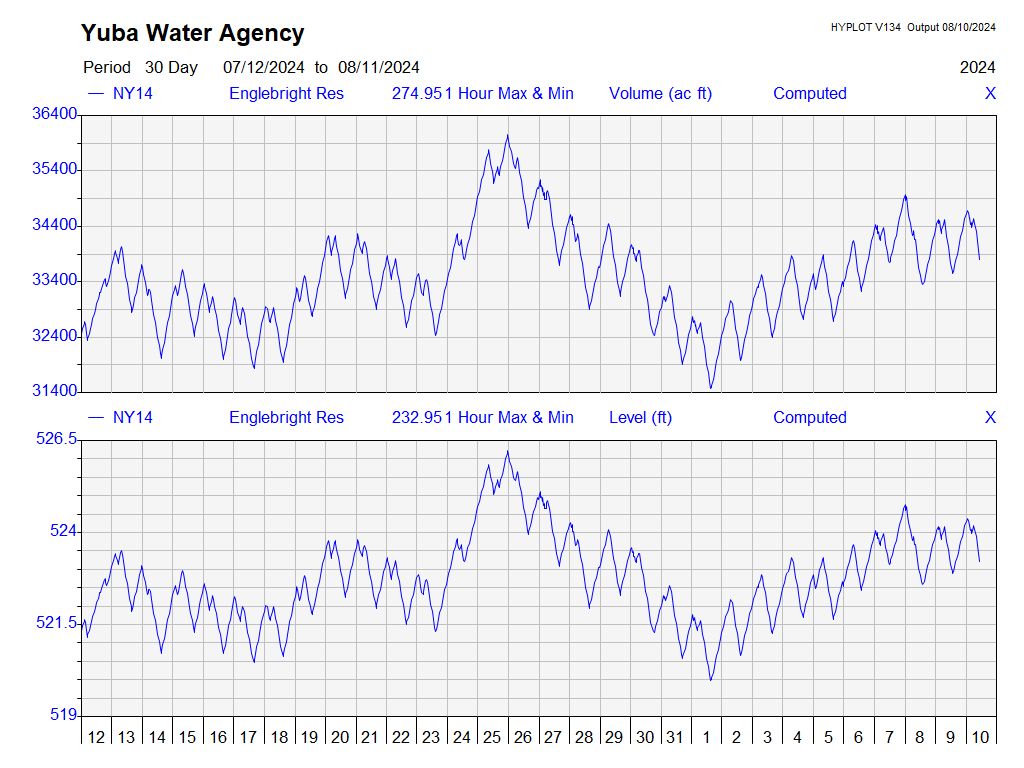 Yuba Water Agency
HYPLOT V134 Output 08/10/2024
Period 30 Day 07/12/2024 to 08/11/2024
2024
NY14 Englebright Res 274.951 Hour Max & Min Volume (ac ft) Computed X
36400
35400
34400
33400
32400
31400
NY14 Englebright Res 232.951 Hour Max & Min Level (ft) Computed X
526.5
524
521.5
519
12 13 14 15 16 17 18 19 20 21 22 23 24 25 26 27 28 29 30 31 1 2 3 4 5 6 7 8 9 10